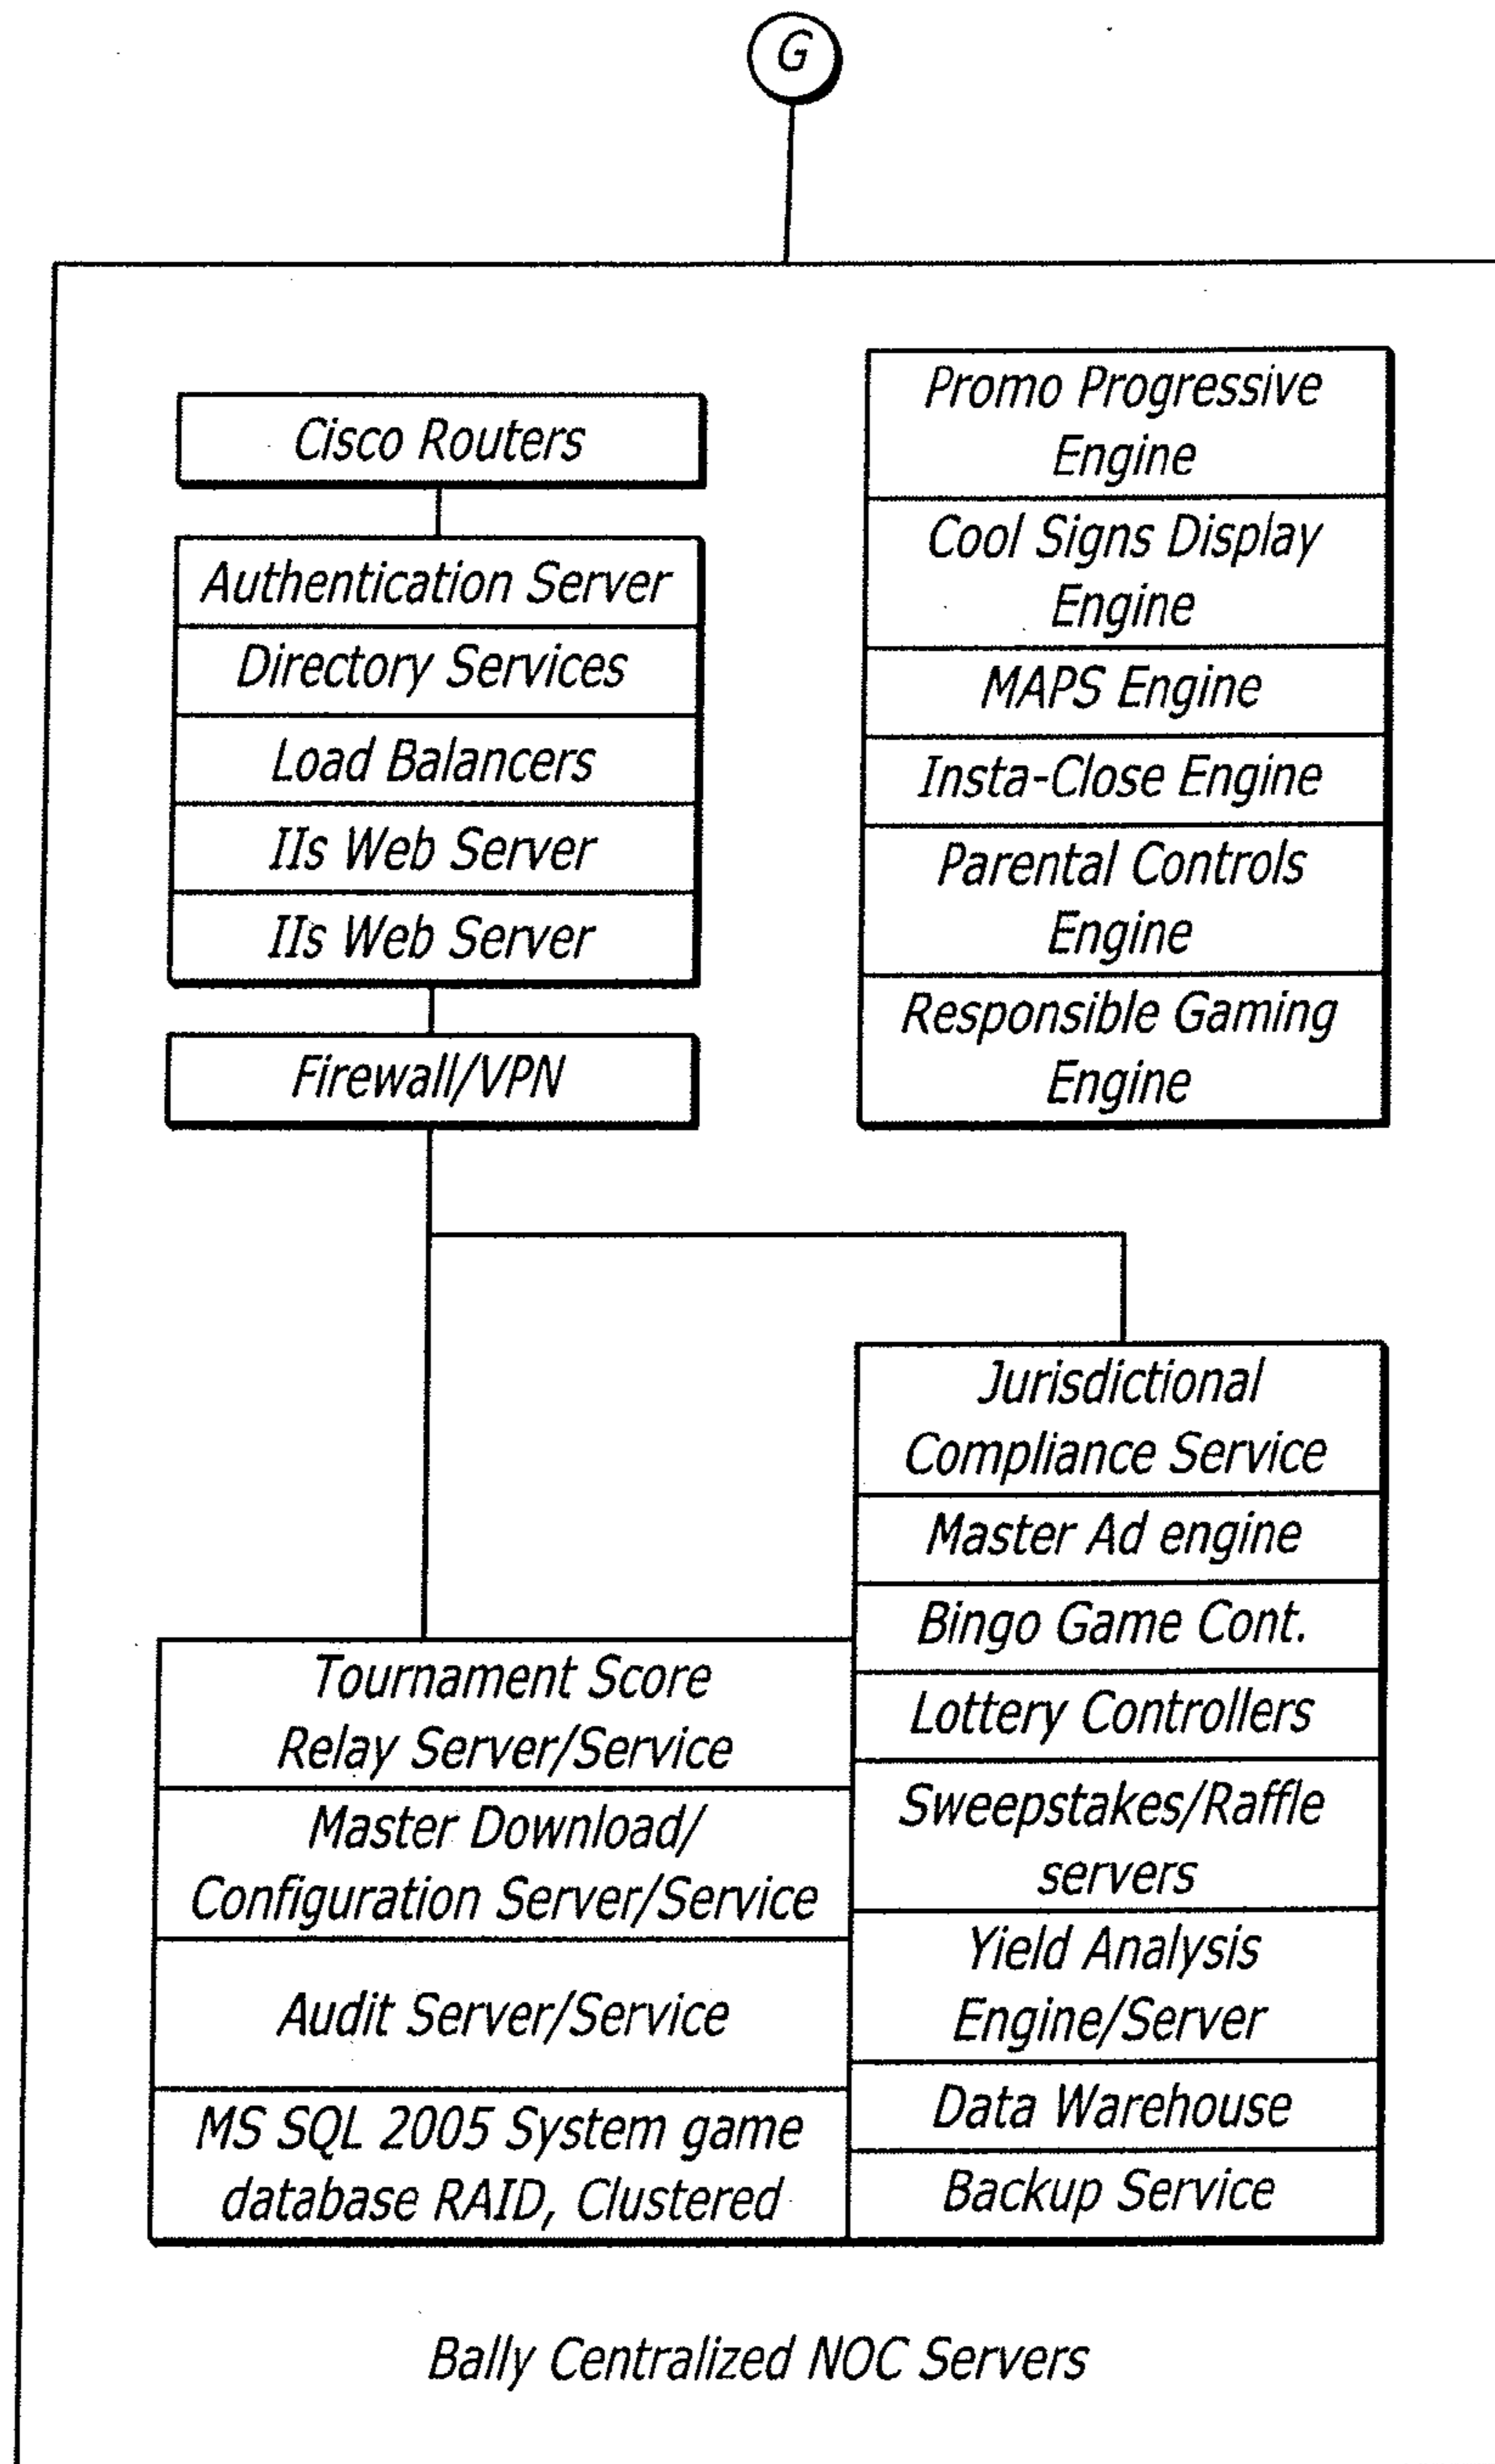 G
Cisco Routers
Authentication Server
Directory Services
Load Balancers
IIs Web Server
IIs Web Server
Firewall/VPN
Promo Progressive
Engine
Cool Signs Display
Engine
MAPS Engine
Insta-Close Engine
Parental Controls
Engine
Responsible Gaming
Engine
Tournament Score
Relay Server/Service
Master Download/
Configuration Server/Service
Audit Server/Service
MS SQL 2005 System game
database RAID, Clustered
Jurisdictional
Compliance Service
Master Ad engine
Bingo Game Cont.
Lottery Controllers
Sweepstakes/Raffle
servers
Yield Analysis
Engine/Server
Data Warehouse
Backup Service
Bally Centralized NOC Servers